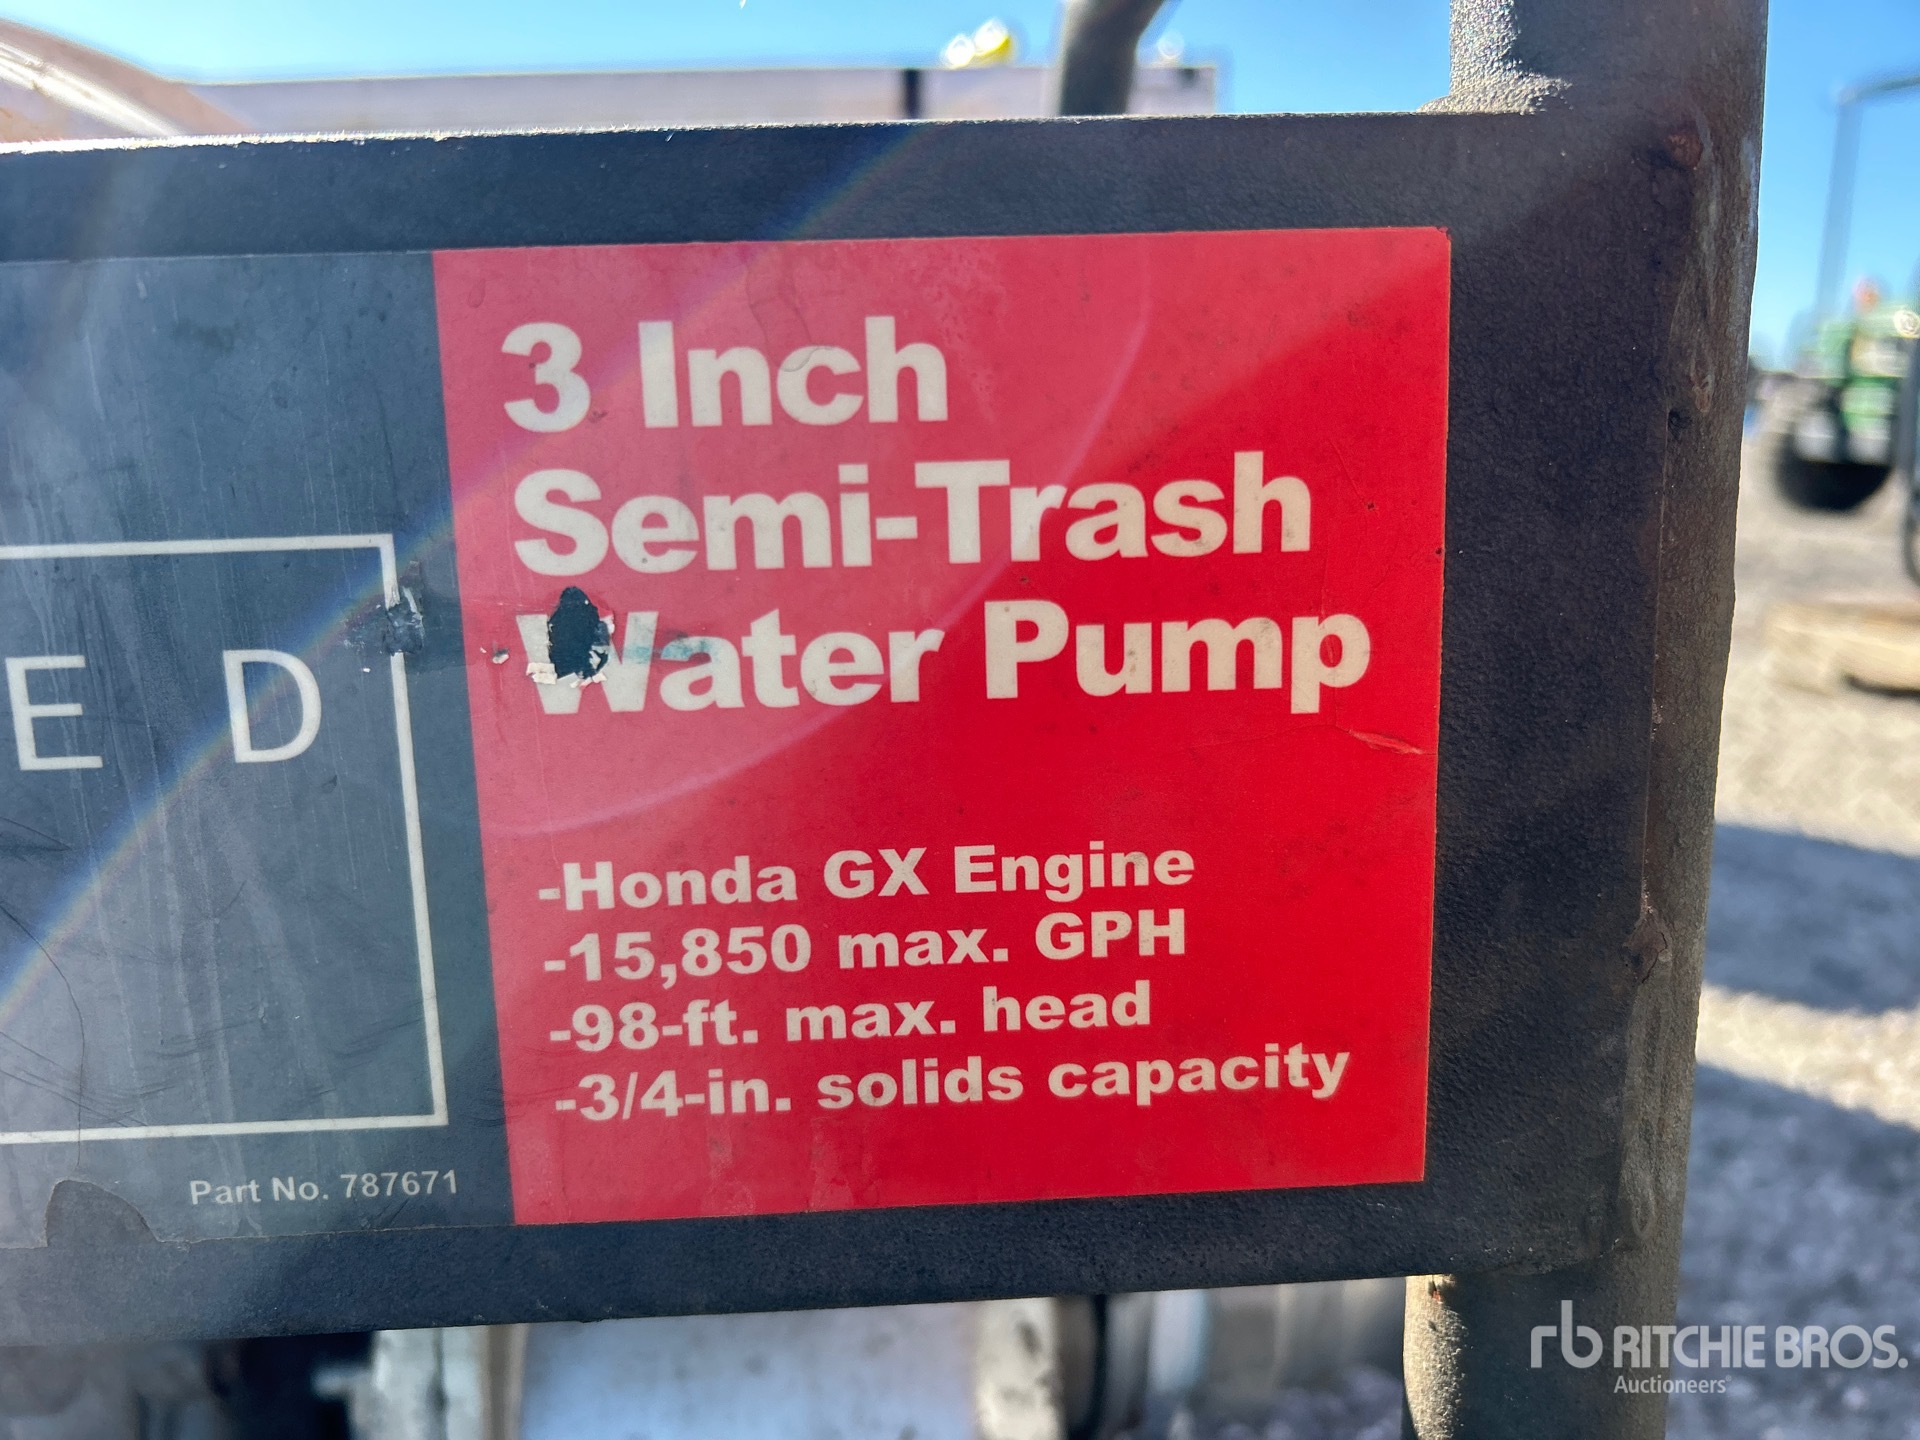 E D
3 Inch
Semi-Trash
Water Pump
-Honda GX Engine
-15,850 max. GPH
-98-ft. max. head
-3/4-in. solids capacity
Part No. 787671
rb RITCHIE BROS.
Auctioneers